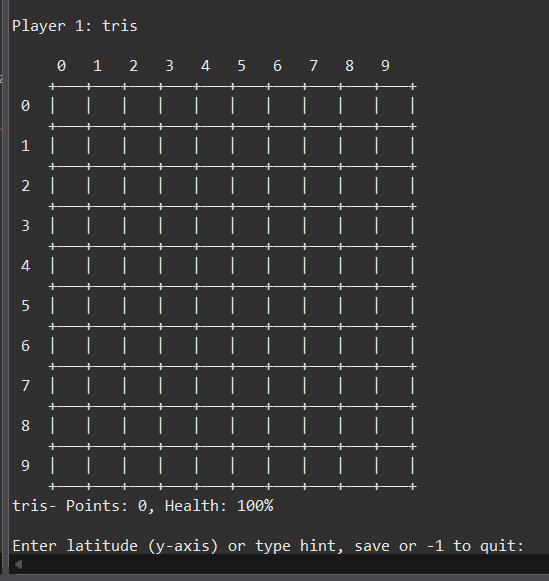 Player 1: tris
0 1 2 3 4 5 6 7 8 9
0
1
2
3
4
5
6
7
8
9
tris- Points: 0, Health: 100%
Enter latitude (y-axis) or type hint, save or -1 to quit: